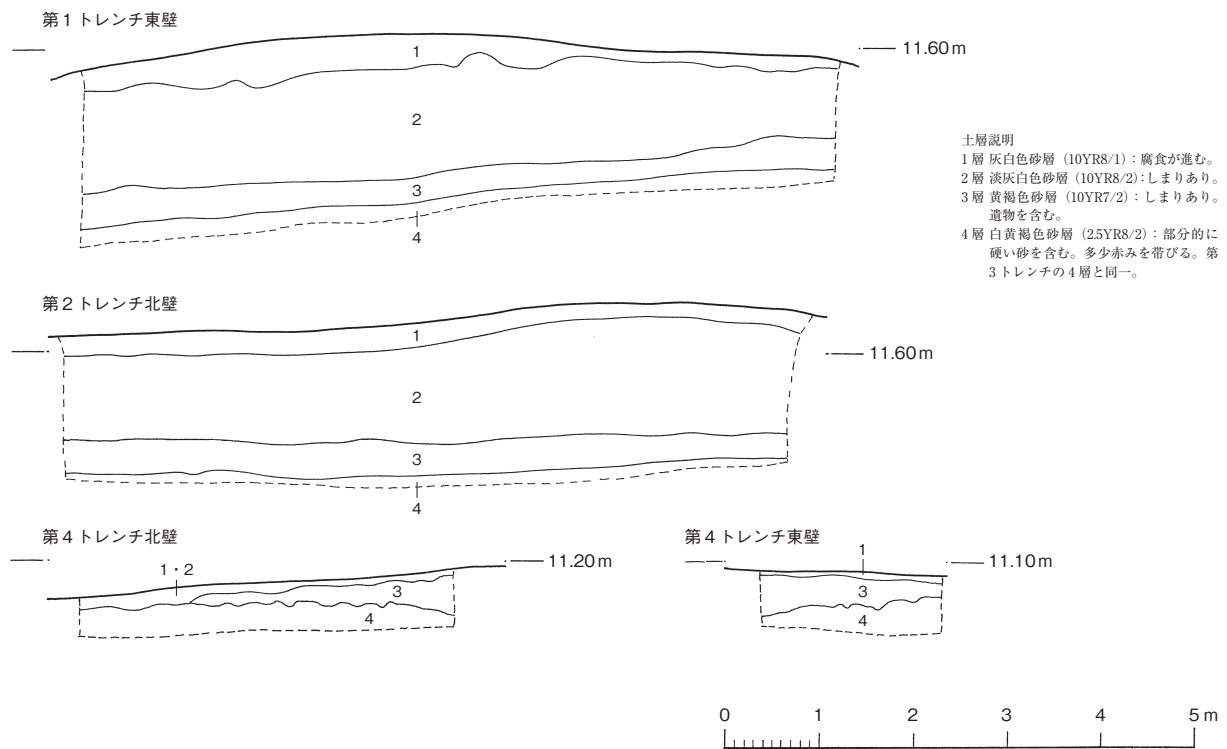 第1トレンチ東壁
11.60m
1
2
3
4
土層説明
1層 灰白色砂層（10YR8/1）：腐食が進む。
2層 淡灰白色砂層（10YR8/2）：しまりあり。
3層 黄褐色砂層（10YR7/2）：しまりあり。
遺物を含む。
4層 白黄褐色砂層（2.5YR8/2）：部分的に
硬い砂を含む。多少赤みを帯びる。第
3トレンチの4層と同一。
第2トレンチ北壁
11.60m
1
2
3
4
第4トレンチ北壁
11.20m
1・2
3
4
第4トレンチ東壁
11.10m
1
3
4
0 1 2 3 4 5m